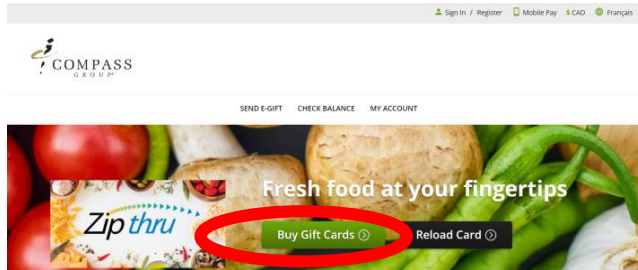 Sign In / Register Mobile Pay $ CAD Français
COMPASS
GROUP
SEND E-GIFT CHECK BALANCE MY ACCOUNT
Fresh food at your fingertips
Zip thru
Buy Gift Cards Reload Card